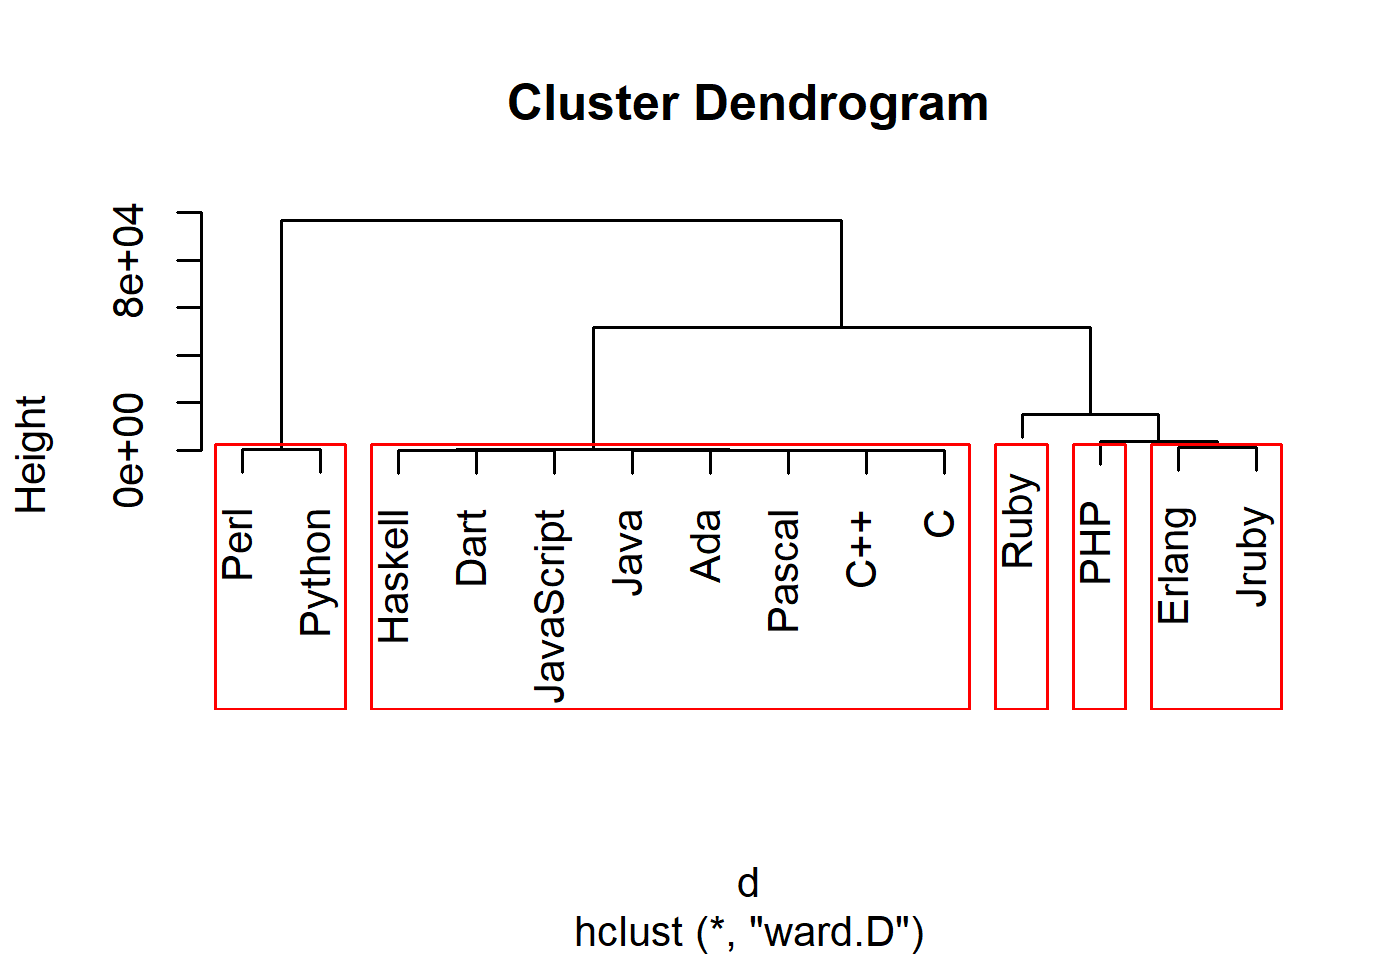 Cluster Dendrogram
Height
8e+04
0e+00
Perl
Python
Haskell
Dart
JavaScript
Java
Ada
Pascal
C++
C
Ruby
PHP
Erlang
Jruby
d
hclust (*, "ward.D")